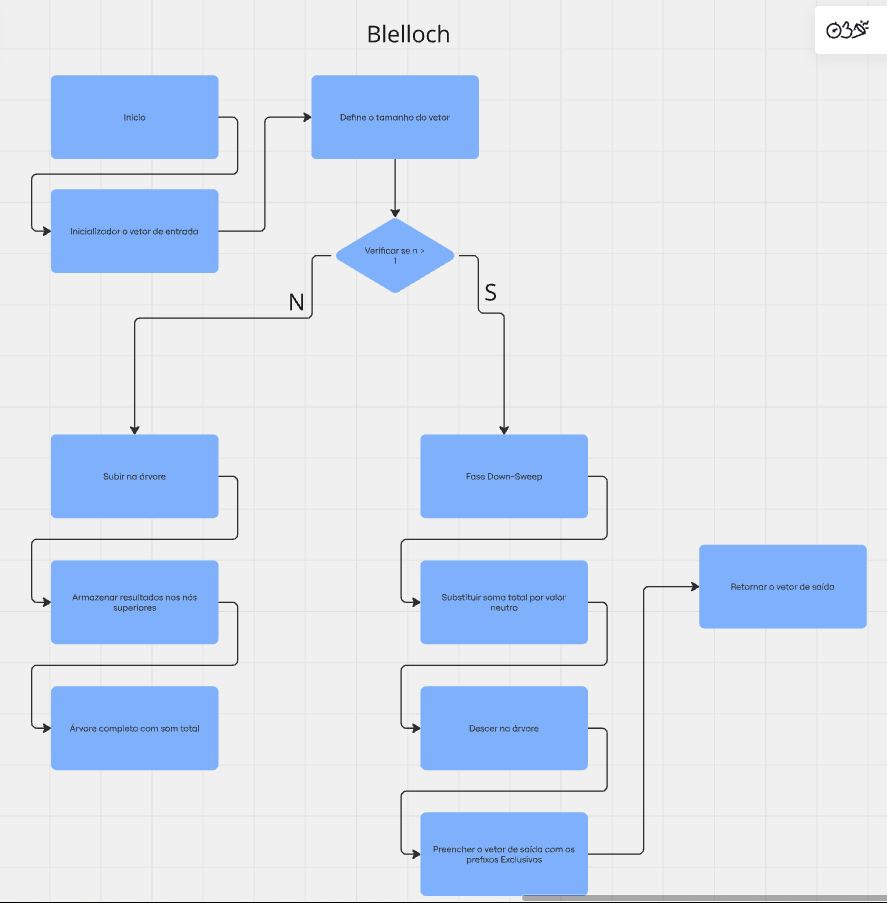 Blelloch
Inicio
Define o tamanho do vetor
Inicializador o vetor de entrada
Verificar se n >
1
N
S
Subir na árvore
Fase Down-Sweep
Armazenar resultados nos nós
superiores
Substituir soma total por valor
neutro
Retornar o vetor de saída
Árvore completa com som total
Descer na árvore
Preencher o vetor de saída com os
prefixos Exclusivos